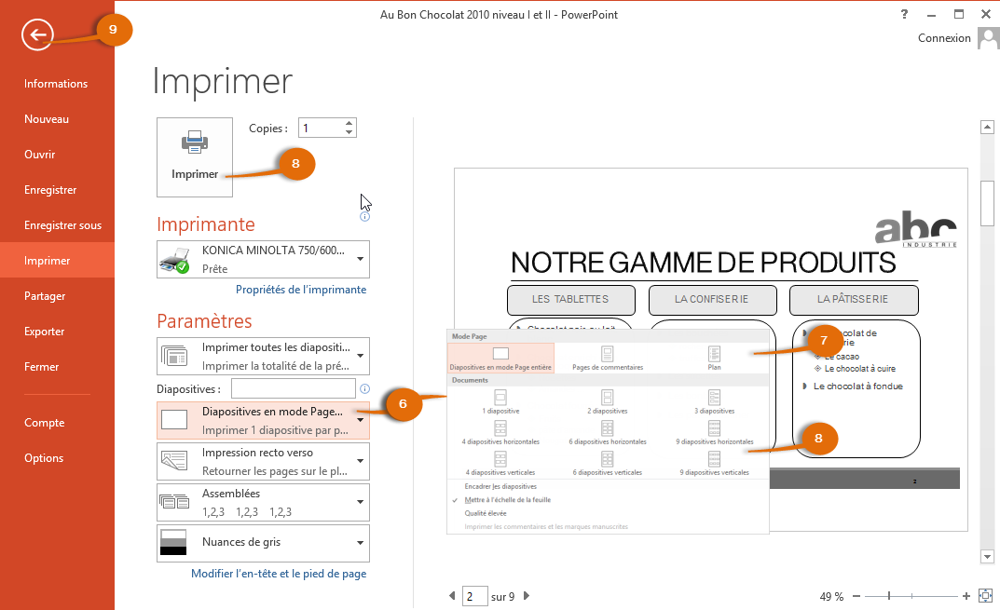 Au Bon Chocolat 2010 niveau I et II - PowerPoint
?
Connexion
9
Informations
Nouveau
Ouvrir
Enregistrer
Enregistrer sous
Imprimer
Partager
Exporter
Fermer
Compte
Options
Imprimer
Imprimer
Copies :
1
8
Imprimante
KONICA MINOLTA 750/600...
Prête
Propriétés de l'imprimante
Paramètres
Imprimer toutes les diapositi...
Imprimer la totalité de la pré...
Diapositives :
Diapositives en mode Page...
Imprimer 1 diapositive par p...
6
Impression recto verso
Retourner les pages sur le pl...
Assemblées
1,2,3 1,2,3 1,2,3
Nuances de gris
Modifier l'en-tête et le pied de page
abc
INDUSTRIE
NOTRE GAMME DE PRODUITS
LES TABLETTES
LA CONFISERIE
LA PÂTISSERIE
Chocolat noir ou lait
colat de
erie
Le cacao
Le chocolat à cuire
Le chocolat à fondue
2
Mode Page
Diapositives en mode Page entière
Pages de commentaires
Plan
7
Documents
1 diapositive
2 diapositives
3 diapositives
4 diapositives horizontales
6 diapositives horizontales
9 diapositives horizontales
8
4 diapositives verticales
6 diapositives verticales
9 diapositives verticales
Encadrer les diapositives
Mettre à l'échelle de la feuille
Qualité élevée
Imprimer les commentaires et les marques manuscrites
2 sur 9
49 %